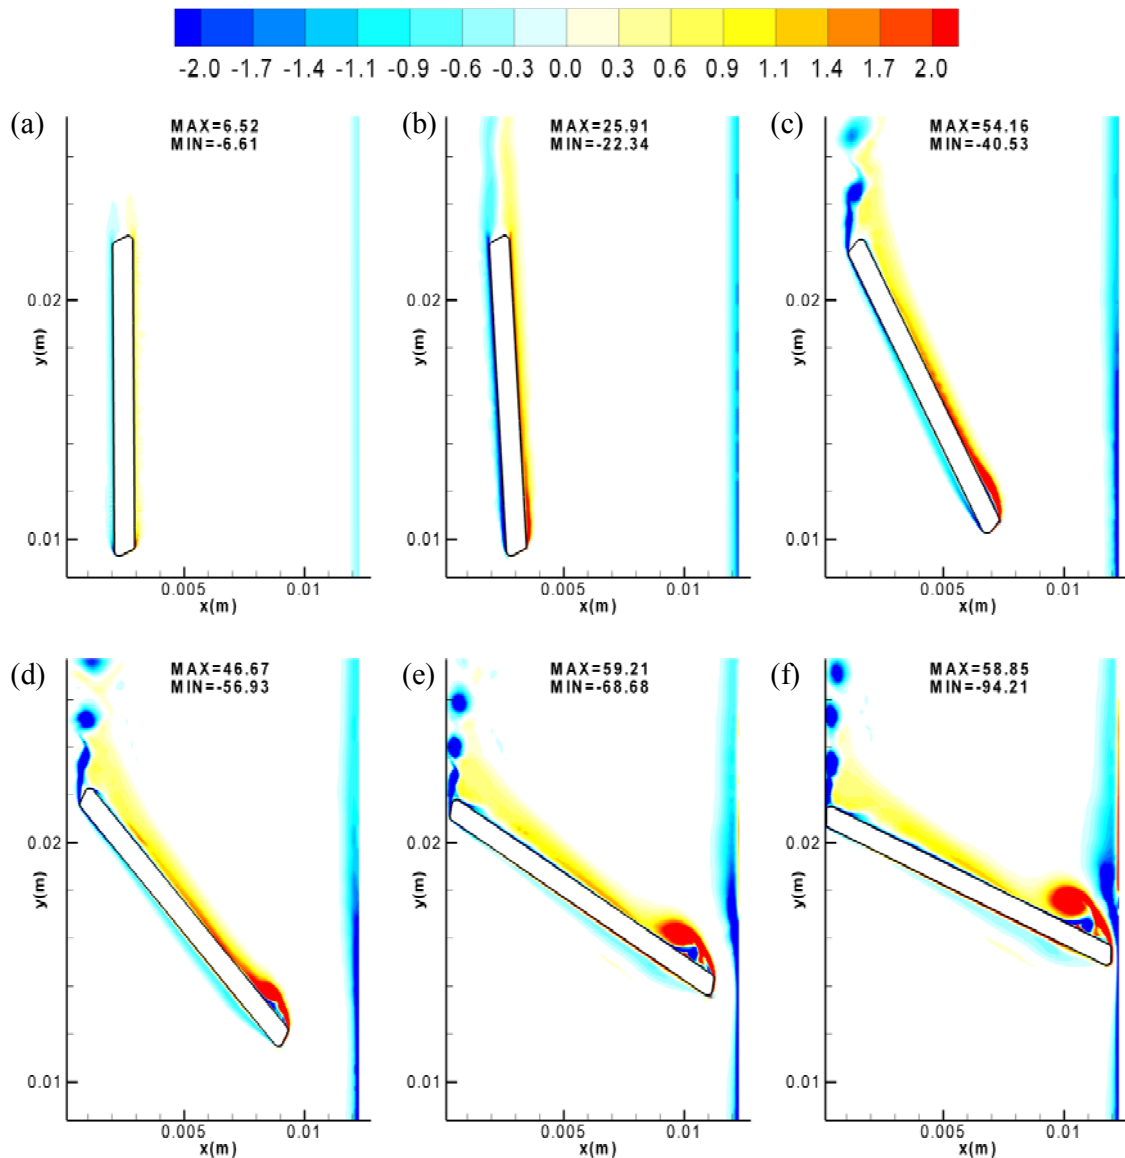 -2.0 -1.7 -1.4 -1.1 -0.9 -0.6 -0.3 0.0 0.3 0.6 0.9 1.1 1.4 1.7 2.0
(a)
MAX=6.52
MIN=-6.61
0.02
y(m)
0.01
0.005 0.01
x(m)
(b)
MAX=25.91
MIN=-22.34
0.02
y(m)
0.01
0.005 0.01
x(m)
(c)
MAX=54.16
MIN=-40.53
0.02
y(m)
0.01
0.005 0.01
x(m)
(d)
MAX=46.67
MIN=-56.93
0.02
y(m)
0.01
0.005 0.01
x(m)
(e)
MAX=59.21
MIN=-68.68
0.02
y(m)
0.01
0.005 0.01
x(m)
(f)
MAX=58.85
MIN=-94.21
0.02
y(m)
0.01
0.005 0.01
x(m)